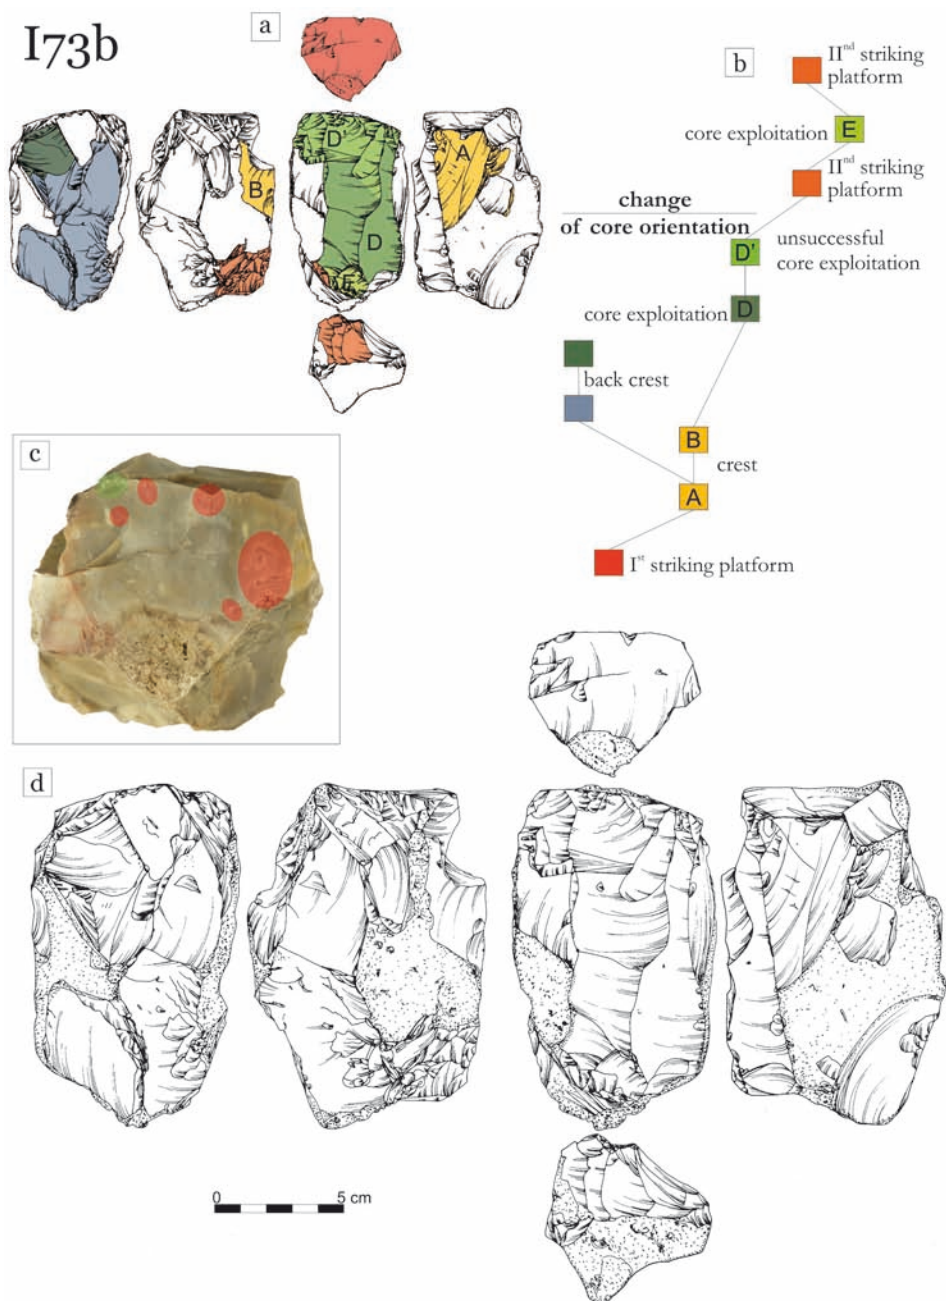 I73b
a
b
IInd striking
platform
core exploitation
E
IInd striking
platform
change
of core orientation
D'
unsuccessful
core exploitation
core exploitation
D
back crest
B
crest
A
Ist striking platform
D'
A
B
D
E
c
d
0 5 cm